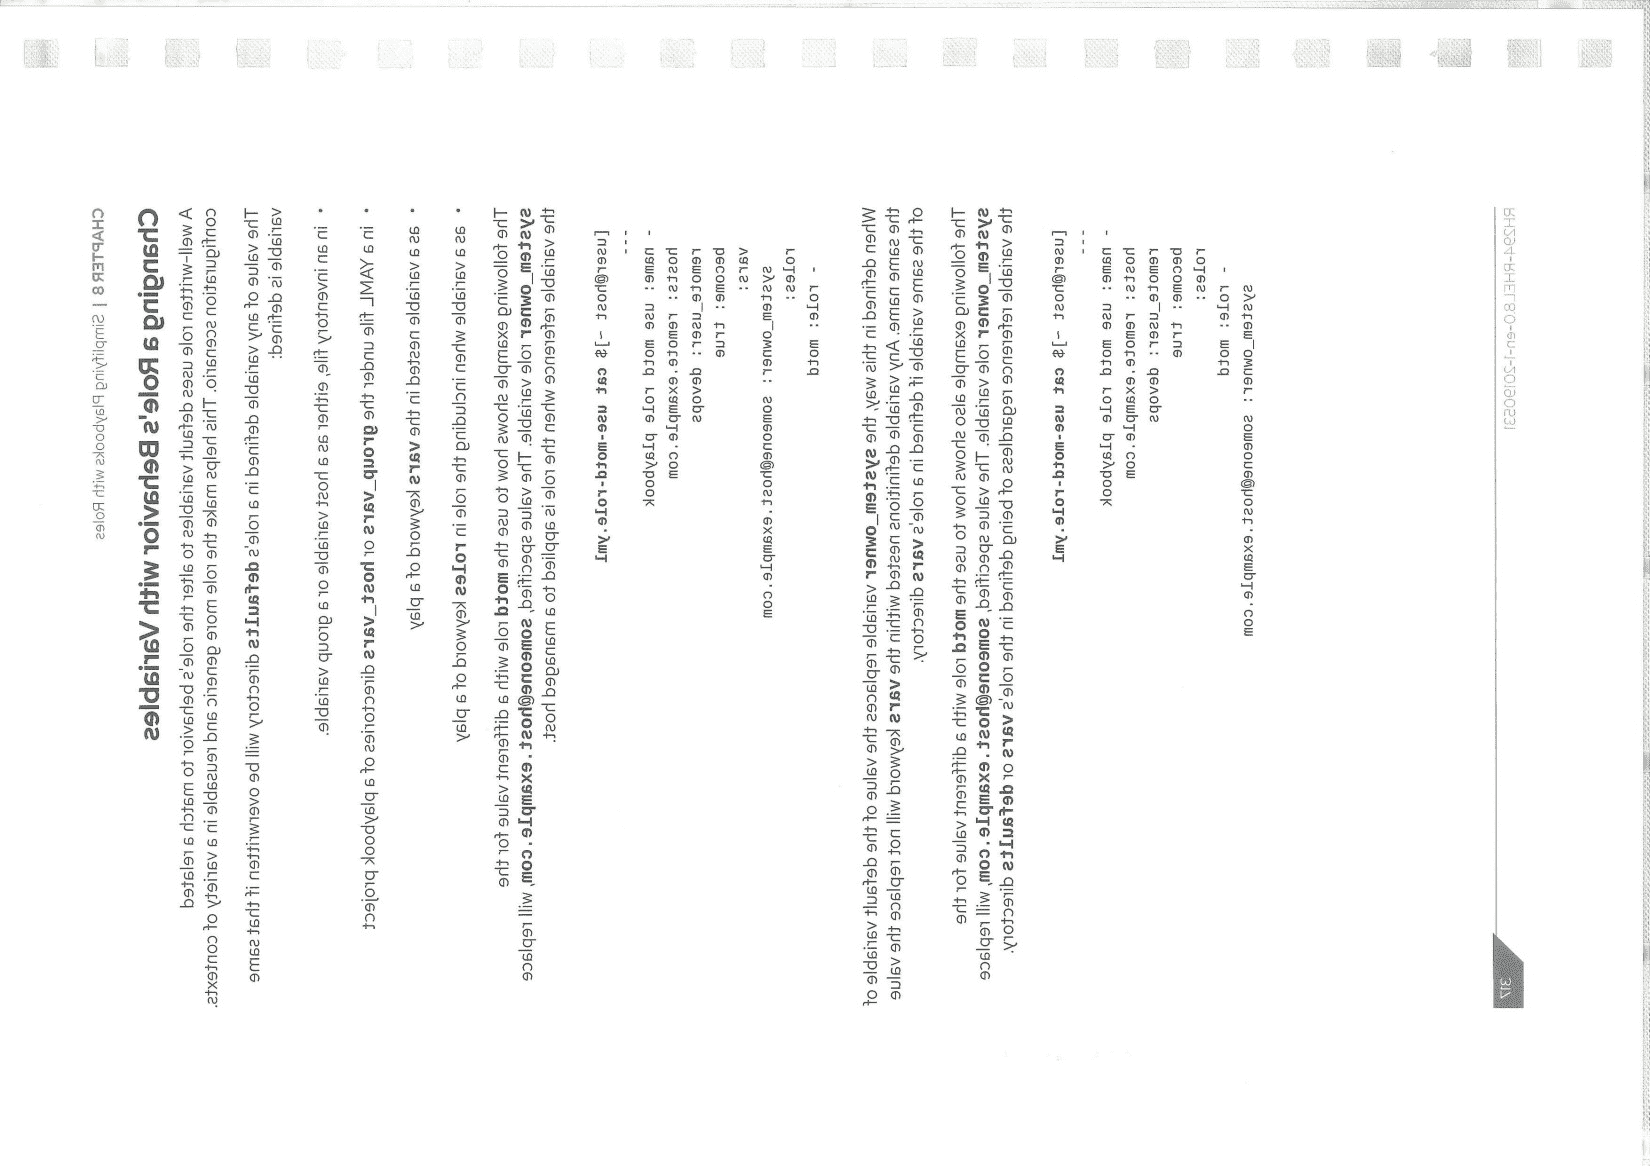 CHAPTER 8 | Simplifying Playbooks with Roles
Changing a Role's Behavior with Variables
A well-written role uses default variables to alter the role's behavior to match a related
configuration scenario. This helps make the role more generic and reusable in a variety of contexts.
The value of any variable defined in a role's defaults directory will be overwritten if that same
variable is defined:
• in an inventory file, either as a host variable or a group variable.
• in a YAML file under the group_vars or host_vars directories of a playbook project
• as a variable nested in the vars keyword of a play
• as a variable when including the role in roles keyword of a play
The following example shows how to use the motd role with a different value for the
system_owner role variable. The value specified, someone@host.example.com, will replace
the variable reference when the role is applied to a managed host.
[user@host ~]$ cat use-motd-role.yml
---
- name: use motd role playbook
hosts: remote.example.com
remote_user: devops
become: true
vars:
system_owner: someone@host.example.com
roles:
- role: motd
When defined in this way, the system_owner variable replaces the value of the default variable of
the same name. Any variable definitions nested within the vars keyword will not replace the value
of the same variable if defined in a role's vars directory.
The following example also shows how to use the motd role with a different value for the
system_owner role variable. The value specified, someone@host.example.com, will replace
the variable reference regardless of being defined in the role's vars or defaults directory.
[user@host ~]$ cat use-motd-role.yml
---
- name: use motd role playbook
hosts: remote.example.com
remote_user: devops
become: true
roles:
- role: motd
system_owner: someone@host.example.com
RH294-RHEL8.0-en-1-20190531
317